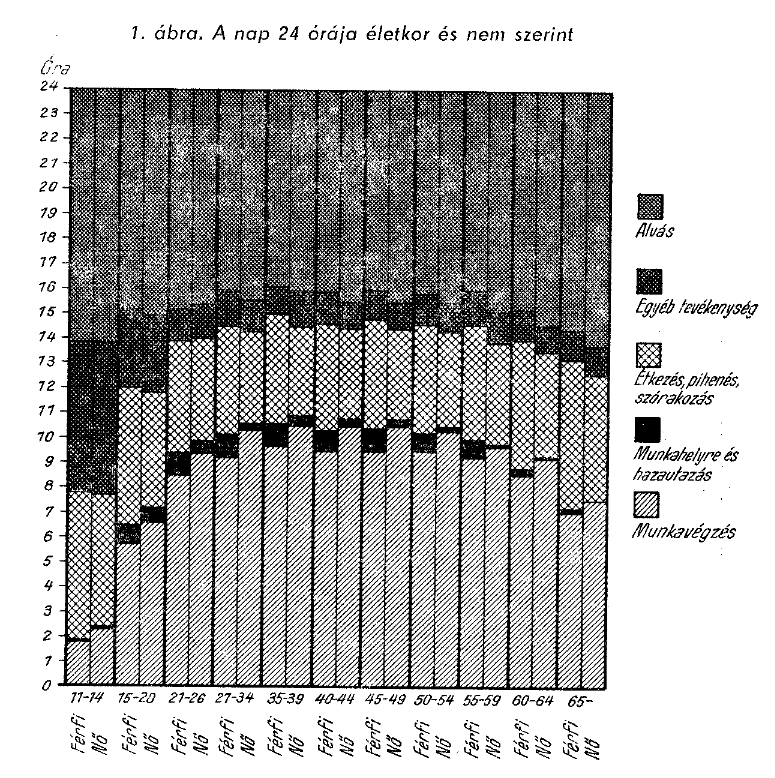 1. ábra. A nap 24 órája életkor és nem szerint
Óra
24
23
22
21
20
19
18
17
16
15
14
13
12
11
10
9
8
7
6
5
4
3
2
1
0
11-14 15-20 21-26 27-34 35-39 40-44 45-49 50-54 55-59 60-64 65-
Férfi Nő Férfi Nő Férfi Nő Férfi Nő Férfi Nő Férfi Nő Férfi Nő Férfi Nő Férfi Nő Férfi Nő Férfi Nő
Alvás
Egyéb tevékenység
Étkezés, pihenés,
szórakozás
Munkahelyre és
hazautazás
Munkavégzés